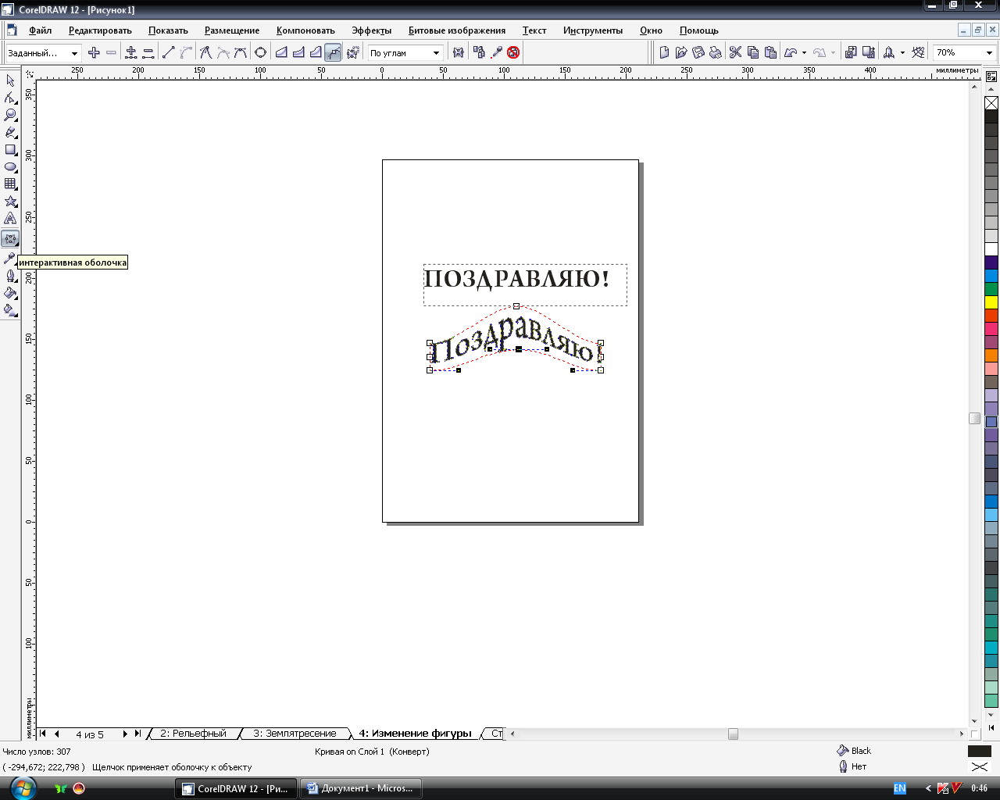 CorelDRAW 12 - [Рисунок1]
Файл Редактировать Показать Размещение Компоновать Эффекты Битовые изображения Текст Инструменты Окно Помощь
Заданный... По углам 70%
250 200 150 100 50 0 50 100 150 200 250 300 350 400 миллиметры
350
300
250
интерактивная оболочка
200
ПОЗДРАВЛЯЮ!
150
Поздравляю!
100
50
0
50
100
миллиметры
4 из 5 2: Рельефный 3: Землятресение 4: Изменение фигуры Ст
Число узлов: 307 Кривая on Слой 1 (Конверт) Black
( -294,672; 222,798 ) Щелчок применяет оболочку к объекту Нет
CorelDRAW 12 - [Ри... Документ1 - Micros... EN 0:46